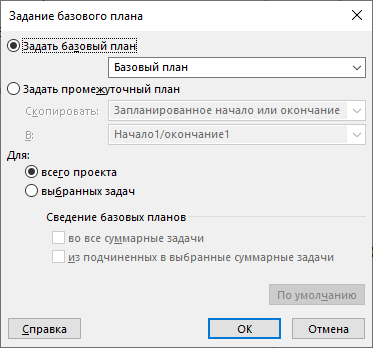 Задание базового плана
Задать базовый план
Базовый план
Задать промежуточный план
Скопировать: Запланированное начало или окончание
В: Начало1/окончание1
Для:
всего проекта
выбранных задач
Сведение базовых планов
во все суммарные задачи
из подчиненных в выбранные суммарные задачи
По умолчанию
Справка ОК Отмена